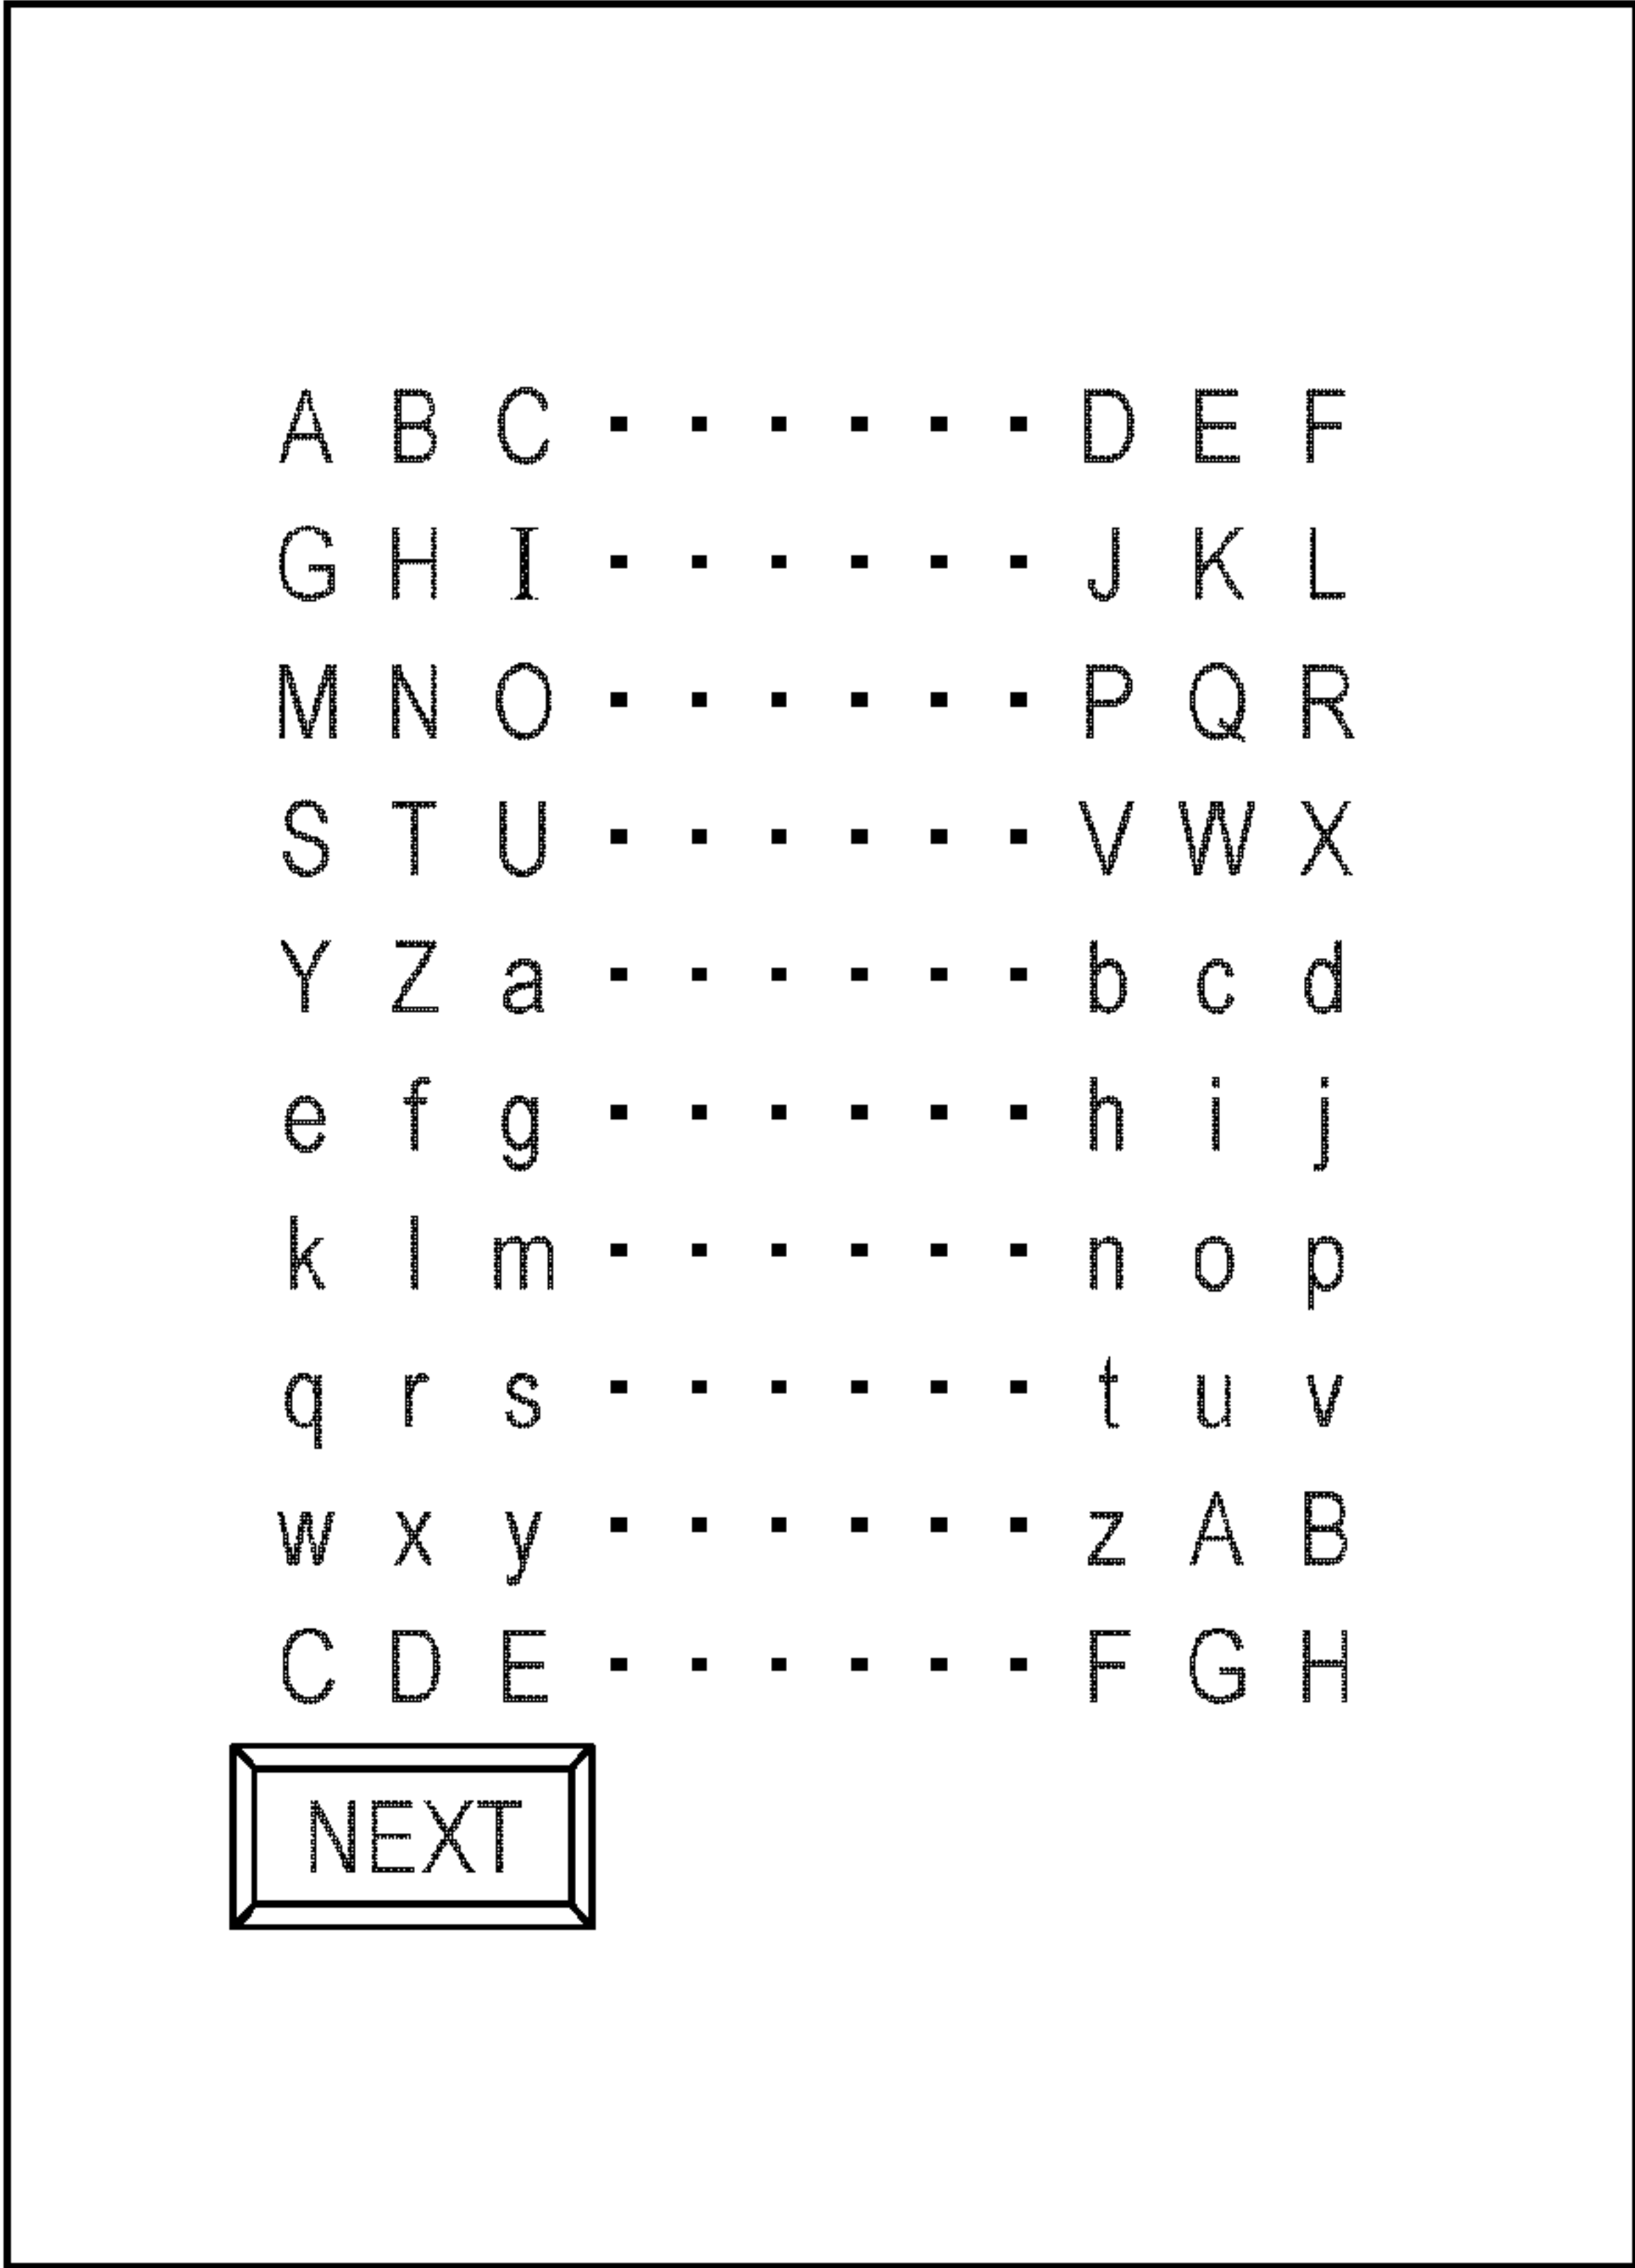 A B C · · · · · · D E F
G H I · · · · · · J K L
M N O · · · · · · P Q R
S T U · · · · · · V W X
Y Z a · · · · · · b c d
e f g · · · · · · h i j
k l m · · · · · · n o p
q r s · · · · · · t u v
w x y · · · · · · z A B
C D E · · · · · · F G H
NEXT